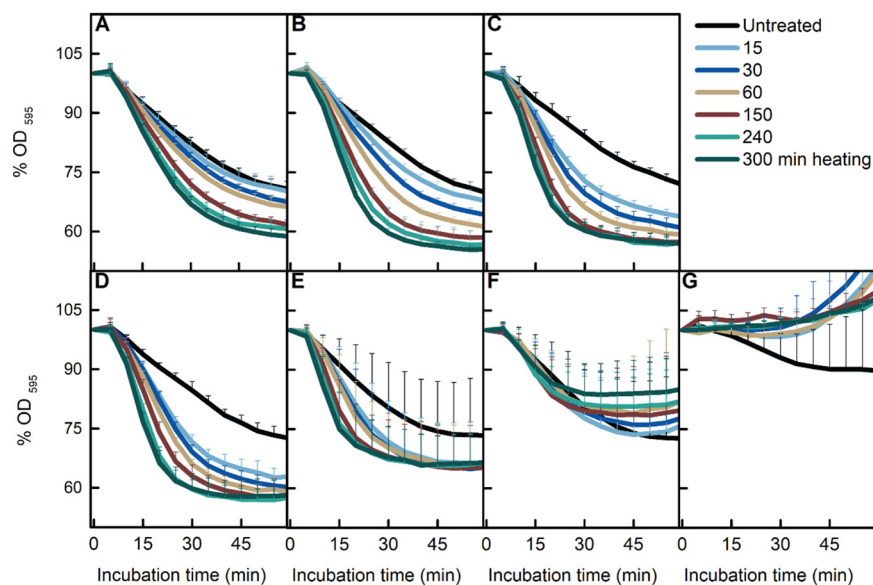 A
B
C
105
90
75
60
% OD 595
Untreated
15
30
60
150
240
300 min heating
D
E
F
G
105
90
75
60
% OD 595
0 15 30 45 0 15 30 45 0 15 30 45 0 15 30 45
Incubation time (min) Incubation time (min) Incubation time (min) Incubation time (min)